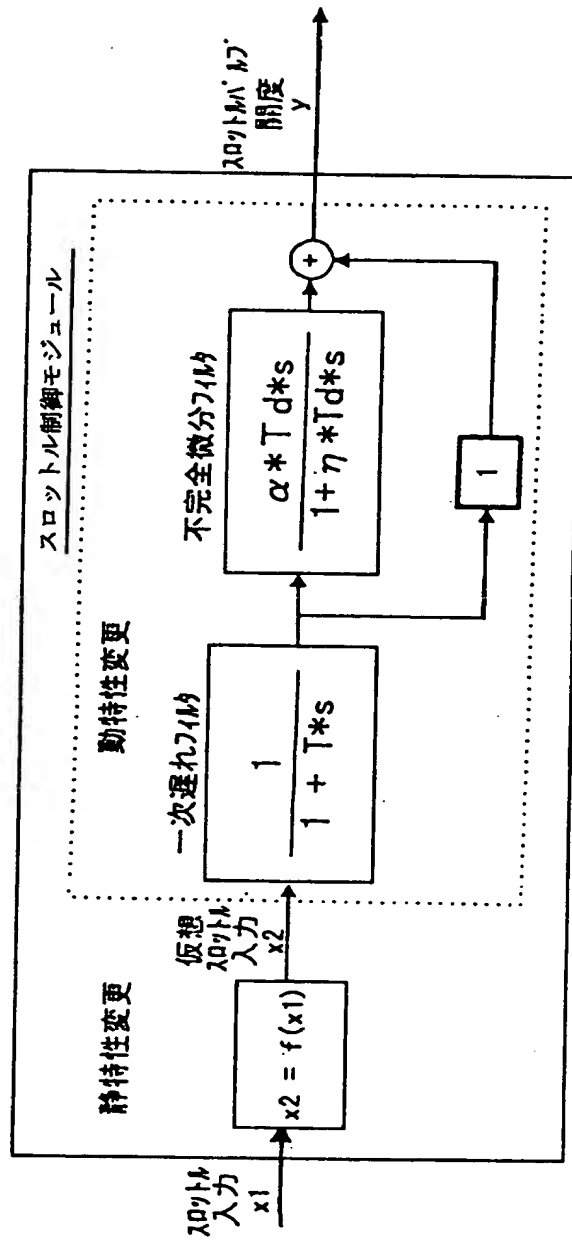 スロットル制御モジュール
静特性変更
動特性変更
スロットル
入力
x1
x2 = f(x1)
仮想
スロットル
入力
x2
一次遅れフィルタ
1
1 + T*s
不完全微分フィルタ
α*Td*s
1+η*Td*s
1
+
スロットルバルブ
開度
y